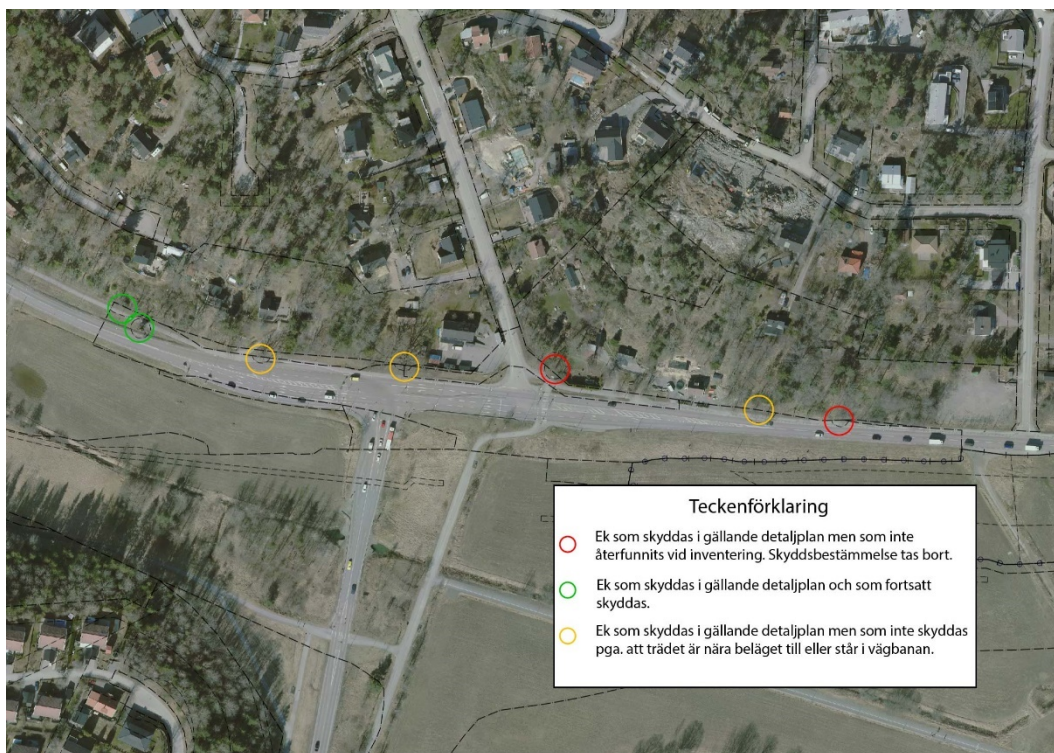 Teckenförklaring
Ek som skyddas i gällande detaljplan men som inte
återfunnits vid inventering. Skyddsbestämmelse tas bort.
Ek som skyddas i gällande detaljplan och som fortsatt
skyddas.
Ek som skyddas i gällande detaljplan men som inte skyddas
pga. att trädet är nära beläget till eller står i vägbanan.